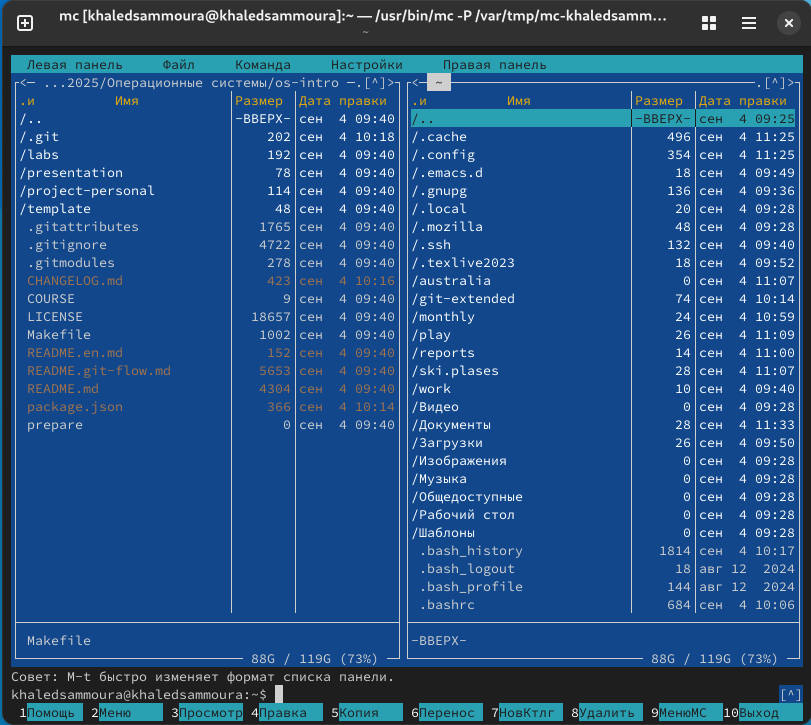 mc [khaledsammoura@khaledsammoura]:~ — /usr/bin/mc -P /var/tmp/mc-khaledsamm…
~
Левая панель Файл Команда Настройки Правая панель
<─ ...2025/Операционные системы/os-intro ─.[^]>
.и Имя Размер Дата правки
/.. -ВВЕРХ- сен 4 09:40
/.git 202 сен 4 10:18
/labs 192 сен 4 09:40
/presentation 78 сен 4 09:40
/project-personal 114 сен 4 09:40
/template 48 сен 4 09:40
.gitattributes 1765 сен 4 09:40
.gitignore 4722 сен 4 09:40
.gitmodules 278 сен 4 09:40
CHANGELOG.md 423 сен 4 10:16
COURSE 9 сен 4 09:40
LICENSE 18657 сен 4 09:40
Makefile 1002 сен 4 09:40
README.en.md 152 сен 4 09:40
README.git-flow.md 5653 сен 4 09:40
README.md 4304 сен 4 09:40
package.json 366 сен 4 10:14
prepare 0 сен 4 09:40
Makefile
88G / 119G (73%)
<─ ~ .[^]>
.и Имя Размер Дата правки
/.. -ВВЕРХ- сен 4 09:25
/.cache 496 сен 4 11:25
/.config 354 сен 4 11:25
/.emacs.d 18 сен 4 09:49
/.gnupg 136 сен 4 09:36
/.local 20 сен 4 09:28
/.mozilla 48 сен 4 09:28
/.ssh 132 сен 4 09:40
/.texlive2023 18 сен 4 09:52
/australia 0 сен 4 11:07
/git-extended 74 сен 4 10:14
/monthly 24 сен 4 10:59
/play 26 сен 4 11:09
/reports 14 сен 4 11:00
/ski.plases 28 сен 4 11:07
/work 10 сен 4 09:40
/Видео 0 сен 4 09:28
/Документы 28 сен 4 11:33
/Загрузки 26 сен 4 09:50
/Изображения 0 сен 4 09:28
/Музыка 0 сен 4 09:28
/Общедоступные 0 сен 4 09:28
/Рабочий стол 0 сен 4 09:28
/Шаблоны 0 сен 4 09:28
.bash_history 1814 сен 4 10:17
.bash_logout 18 авг 12 2024
.bash_profile 144 авг 12 2024
.bashrc 684 сен 4 10:06
-ВВЕРХ-
88G / 119G (73%)
Совет: M-t быстро изменяет формат списка панели.
khaledsammoura@khaledsammoura:~$ [^]
1Помощь 2Меню 3Просмотр 4Правка 5Копия 6Перенос 7НовКтлг 8Удалить 9МенюMC 10Выход